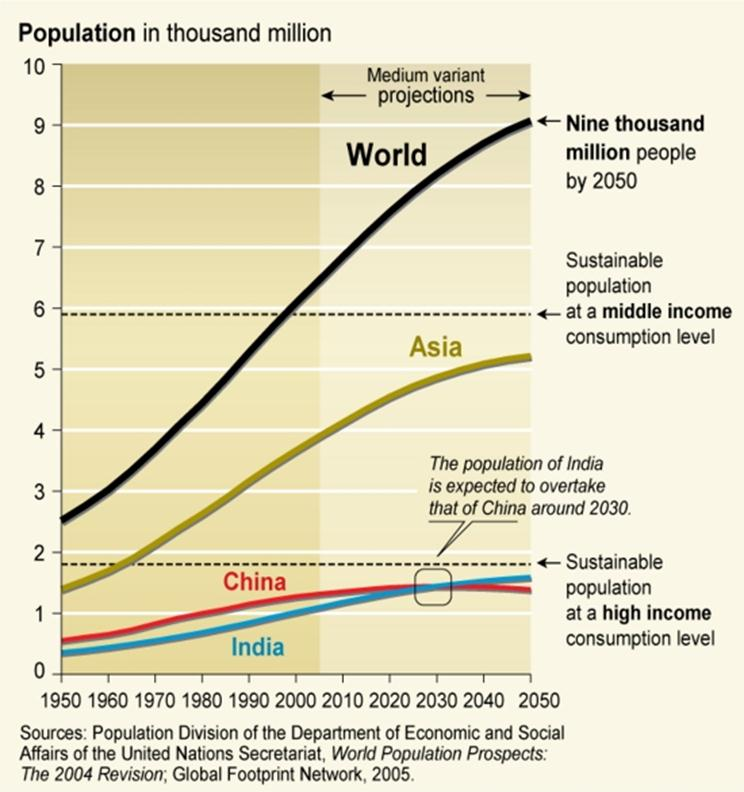 Population in thousand million
10
Medium variant
projections
9
World
Nine thousand
million people
by 2050
8
7
Sustainable
population
at a middle income
consumption level
6
Asia
5
4
The population of India
is expected to overtake
that of China around 2030.
3
2
Sustainable
population
at a high income
consumption level
China
1
India
0
1950 1960 1970 1980 1990 2000 2010 2020 2030 2040 2050
Sources: Population Division of the Department of Economic and Social
Affairs of the United Nations Secretariat, World Population Prospects:
The 2004 Revision; Global Footprint Network, 2005.